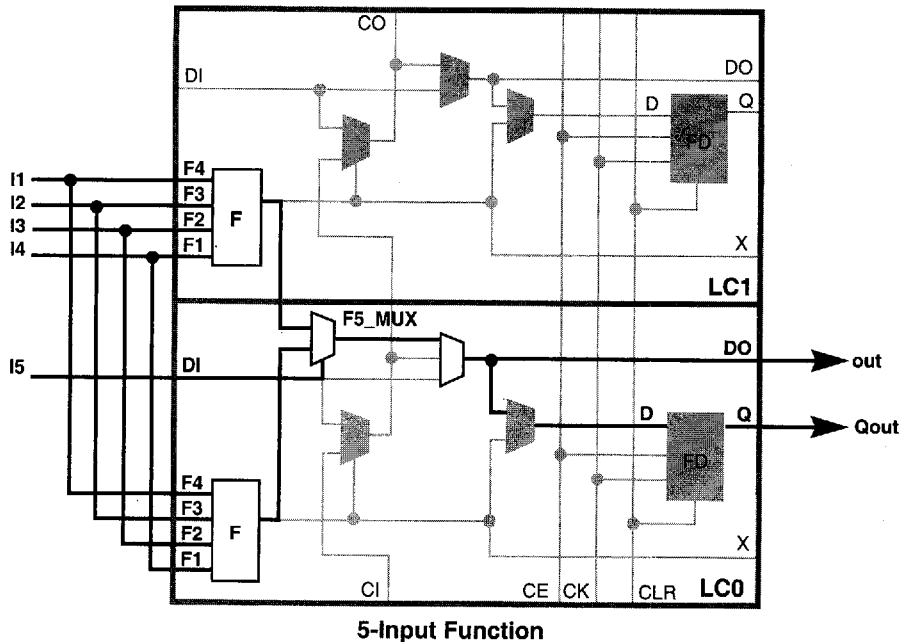 CO
DI
DO
D
Q
FD
I1
F4
I2
F3
F
I3
F2
I4
F1
X
LC1
F5_MUX
I5
DI
DO
out
D
Q
Qout
FD
F4
F3
F
F2
F1
X
CI
CE
CK
CLR
LC0
5-Input Function